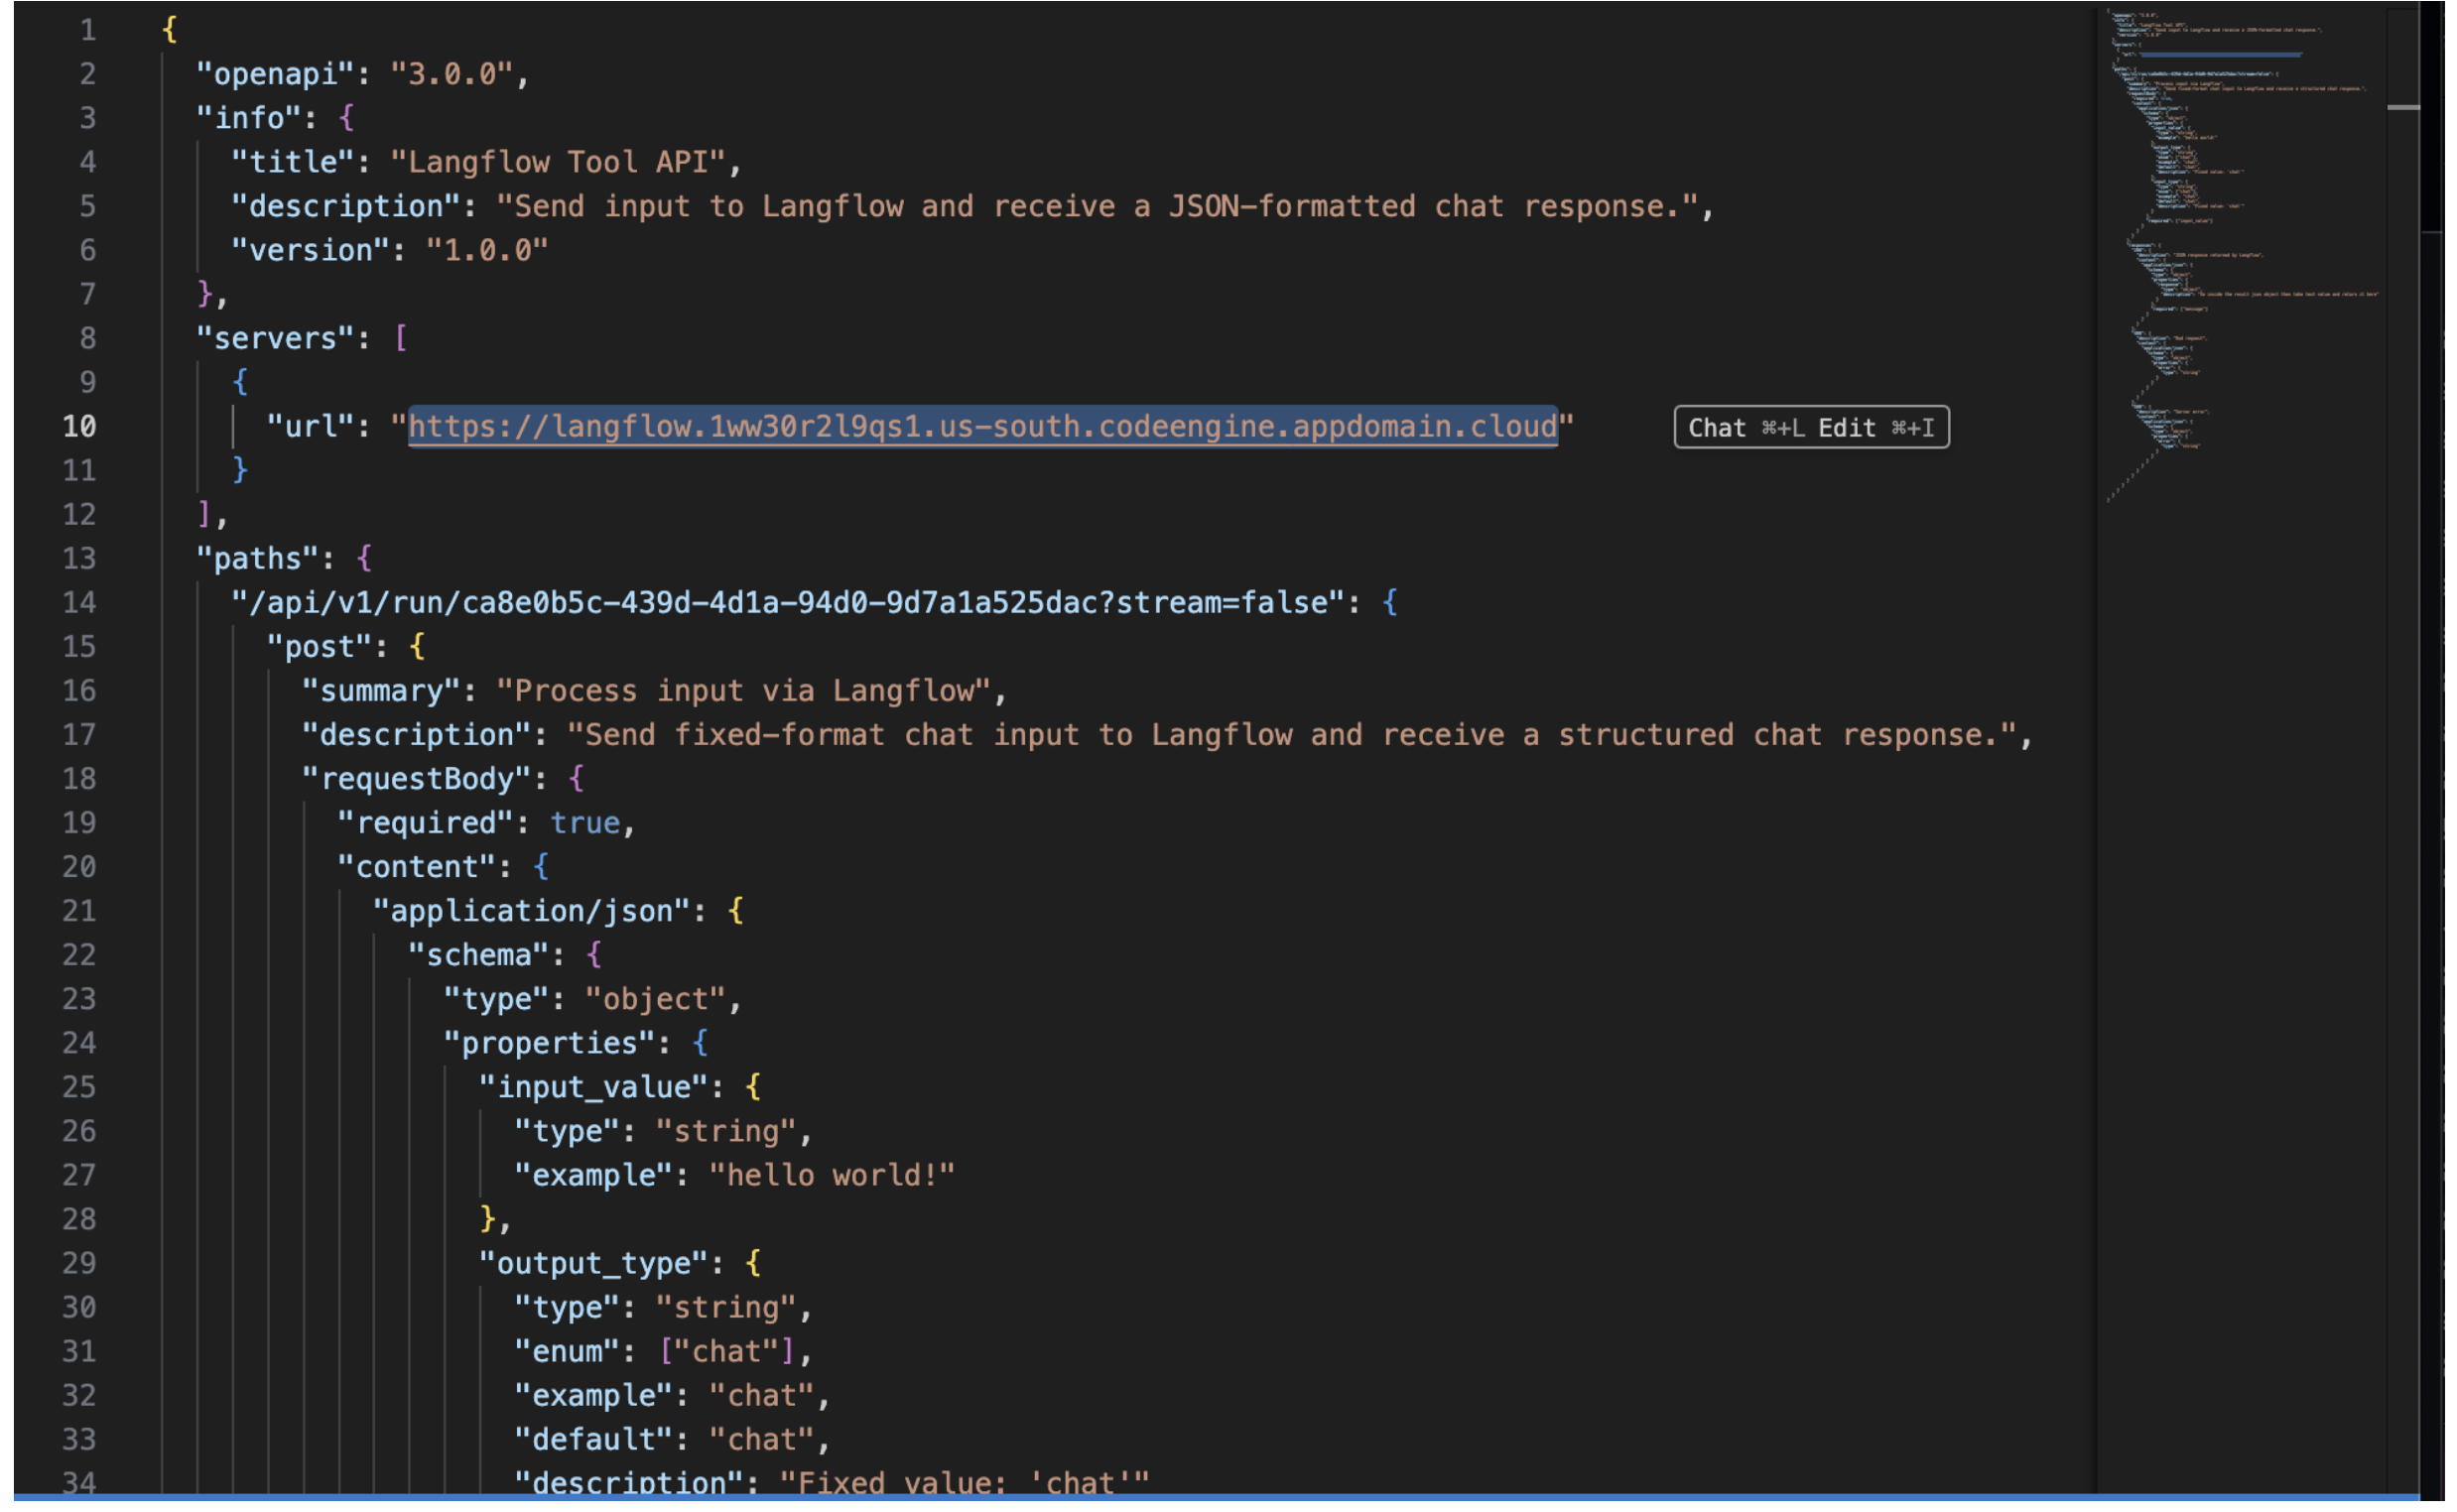 1 {
2 "openapi": "3.0.0",
3 "info": {
4 "title": "Langflow Tool API",
5 "description": "Send input to Langflow and receive a JSON-formatted chat response.",
6 "version": "1.0.0"
7 },
8 "servers": [
9 {
10 "url": "https://langflow.1ww30r2l9qs1.us-south.codeengine.appdomain.cloud" Chat ⌘+L Edit ⌘+I
11 }
12 ],
13 "paths": {
14 "/api/v1/run/ca8e0b5c-439d-4d1a-94d0-9d7a1a525dac?stream=false": {
15 "post": {
16 "summary": "Process input via Langflow",
17 "description": "Send fixed-format chat input to Langflow and receive a structured chat response.",
18 "requestBody": {
19 "required": true,
20 "content": {
21 "application/json": {
22 "schema": {
23 "type": "object",
24 "properties": {
25 "input_value": {
26 "type": "string",
27 "example": "hello world!"
28 },
29 "output_type": {
30 "type": "string",
31 "enum": ["chat"],
32 "example": "chat",
33 "default": "chat",
34 "description": "Fixed value: 'chat'"